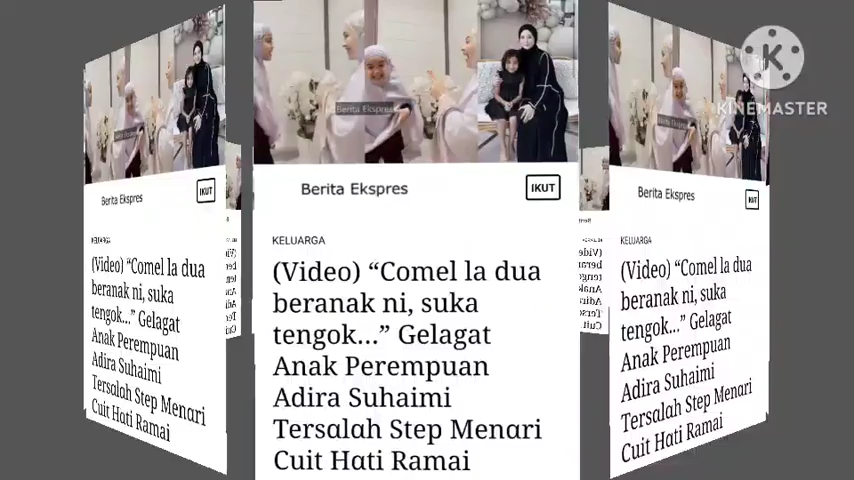 KINEMASTER
Berita Ekspres
Berita Ekspres
IKUT
KELUARGA
(Video) “Comel la dua
beranak ni, suka
tengok...” Gelagat
Anak Perempuan
Adira Suhaimi
Tersalah Step Menari
Cuit Hati Ramai
Berita Ekspres
IKUT
KELUARGA
(Video) “Comel la dua
beranak ni, suka
tengok...” Gelagat
Anak Perempuan
Adira Suhaimi
Tersalah Step Menari
Cuit Hati Ramai
Berita Ekspres
IKUT
KELUARGA
(Video) “Comel la dua
beranak ni, suka
tengok...” Gelagat
Anak Perempuan
Adira Suhaimi
Tersalah Step Menari
Cuit Hati Ramai